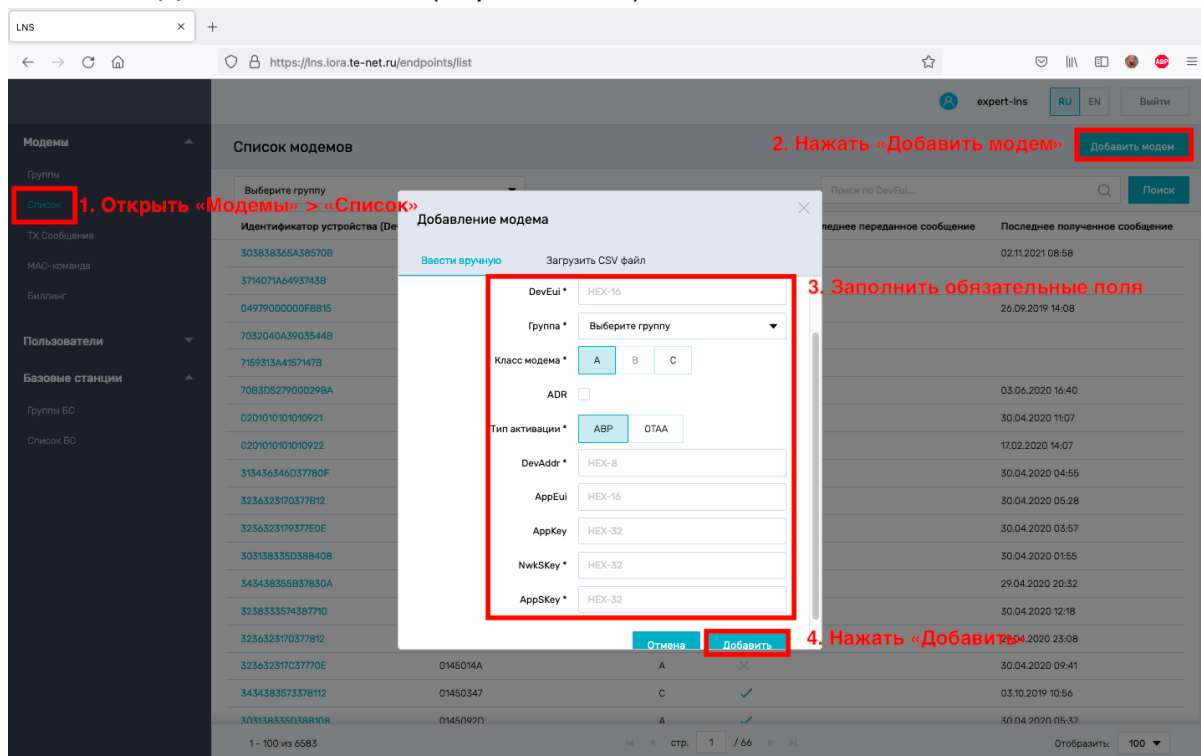 LNS
https://lns.lora.te-net.ru/endpoints/list
ABP
expert-lns RU EN Выйти
Модемы
Группы
Список
TX Сообщения
MAC-команда
Биллинг
Пользователи
Базовые станции
Группы БС
Список БС
Список модемов
2. Нажать «Добавить модем»
Добавить модем
Выберите группу
Поиск по DevEui...
Поиск
1. Открыть «Модемы» > «Список»
Идентификатор устройства (De
леднее переданное сообщение
Последнее полученное сообщение
303838365A38570B 02.11.2021 08:58
3714071A6493743B
04979000000F8815 26.09.2019 14:08
7032040A3903544B
7159313A4157147B
70B3D527900029BA 03.06.2020 16:40
0201010101010921 30.04.2020 11:07
0201010101010922 17.02.2020 14:07
313436346D37780F 30.04.2020 04:55
3236323170377B12 30.04.2020 05:28
3236323179377E0E 30.04.2020 03:57
303138335D388408 30.04.2020 01:55
343438355B37830A 29.04.2020 20:32
3238333574387710 30.04.2020 12:18
3236323170377812 29.04.2020 23:08
323632317C37770E 0145014A A 30.04.2020 09:41
3434383573378112 01450347 C 03.10.2019 10:56
303138335D388108 0145092D A 30.04.2020 05:37
Добавление модема
Ввести вручную Загрузить CSV файл
3. Заполнить обязательные поля
DevEui * HEX-16
Группа * Выберите группу
Класс модема * A B C
ADR
Тип активации * ABP OTAA
DevAddr * HEX-8
AppEui HEX-16
AppKey HEX-32
NwkSKey * HEX-32
AppSKey * HEX-32
Отмена Добавить
4. Нажать «Добавить»
1 - 100 из 6583
стр. 1 / 66
Отобразить: 100